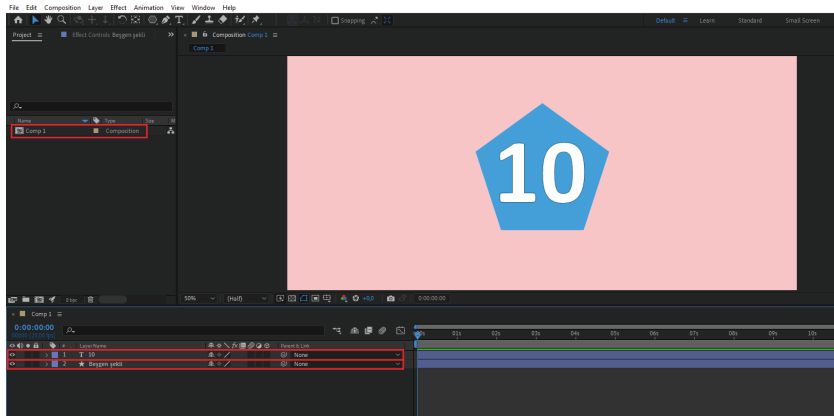 File Edit Composition Layer Effect Animation View Window Help
Snapping
Default Learn Standard Small Screen
Project Effect Controls Beşgen şekli
Composition Comp 1
Comp 1
Name Type Size M
Comp 1 Composition
10
8 bpc
50% (Half) +0,0 0:00:00:00
Comp 1
0:00:00:00
# Layer Name Parent & Link
1 T 10 None
2 Beşgen şekli None
01s 02s 03s 04s 05s 06s 07s 08s 09s 10s